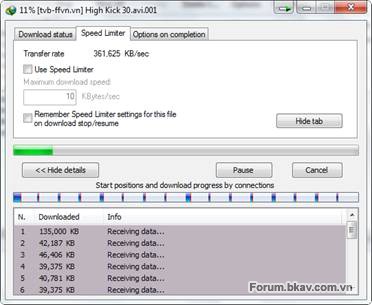 11% [tvb-ffvn.vn] High Kick 30.avi.001
Download status Speed Limiter Options on completion
Transfer rate 361,625 KB/sec
Use Speed Limiter
Maximum download speed:
10 KBytes/sec
Remember Speed Limiter settings for this file
on download stop/resume
Hide tab
<< Hide details Pause Cancel
Start positions and download progress by connections
N. Downloaded Info
1 135,000 KB Receiving data...
2 42,187 KB Receiving data...
3 46,406 KB Receiving data...
4 39,375 KB Receiving data...
5 40,781 KB Receiving data...
6 39,375 KB Receiving data...
Forum.bkav.com.vn